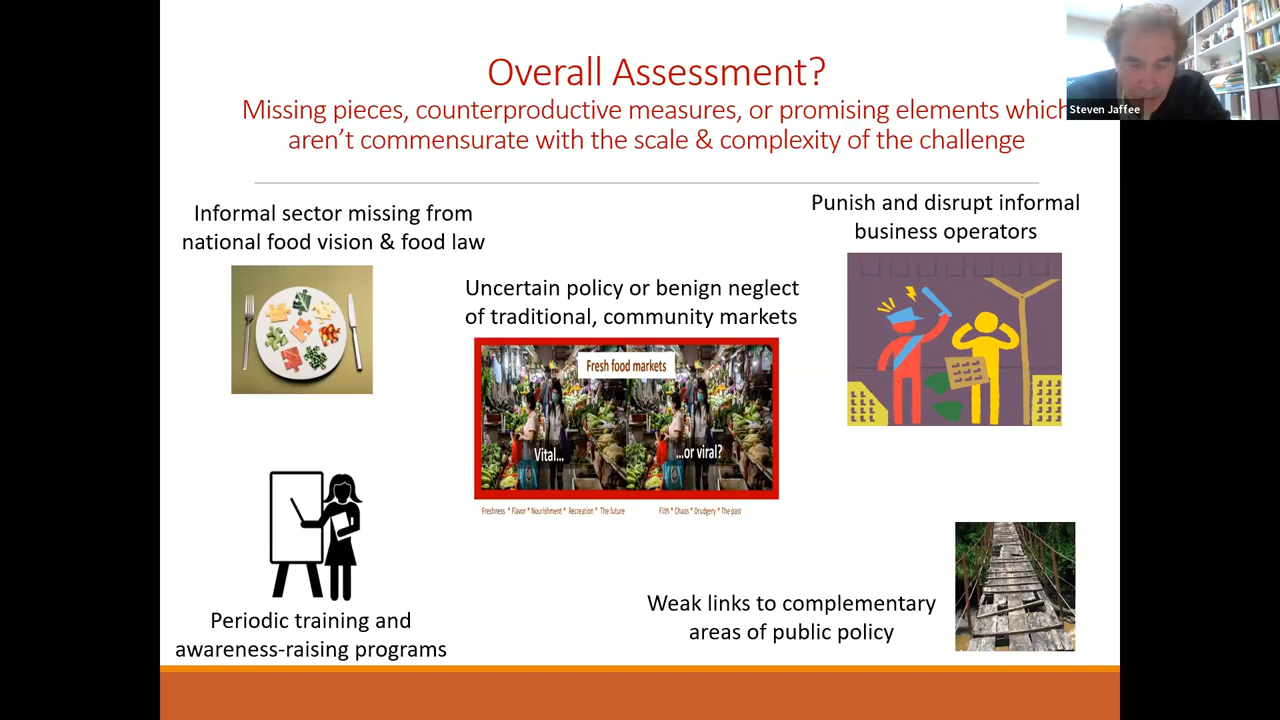 Overall Assessment?
Missing pieces, counterproductive measures, or promising elements which
aren't commensurate with the scale & complexity of the challenge
Steven Jaffee
Informal sector missing from
national food vision & food law
Punish and disrupt informal
business operators
Uncertain policy or benign neglect
of traditional, community markets
Fresh food markets
Vital...
...or viral?
Freshness * Flavor * Nourishment * Recreation * The future
Filth * Chaos * Drudgery * The past
Periodic training and
awareness-raising programs
Weak links to complementary
areas of public policy